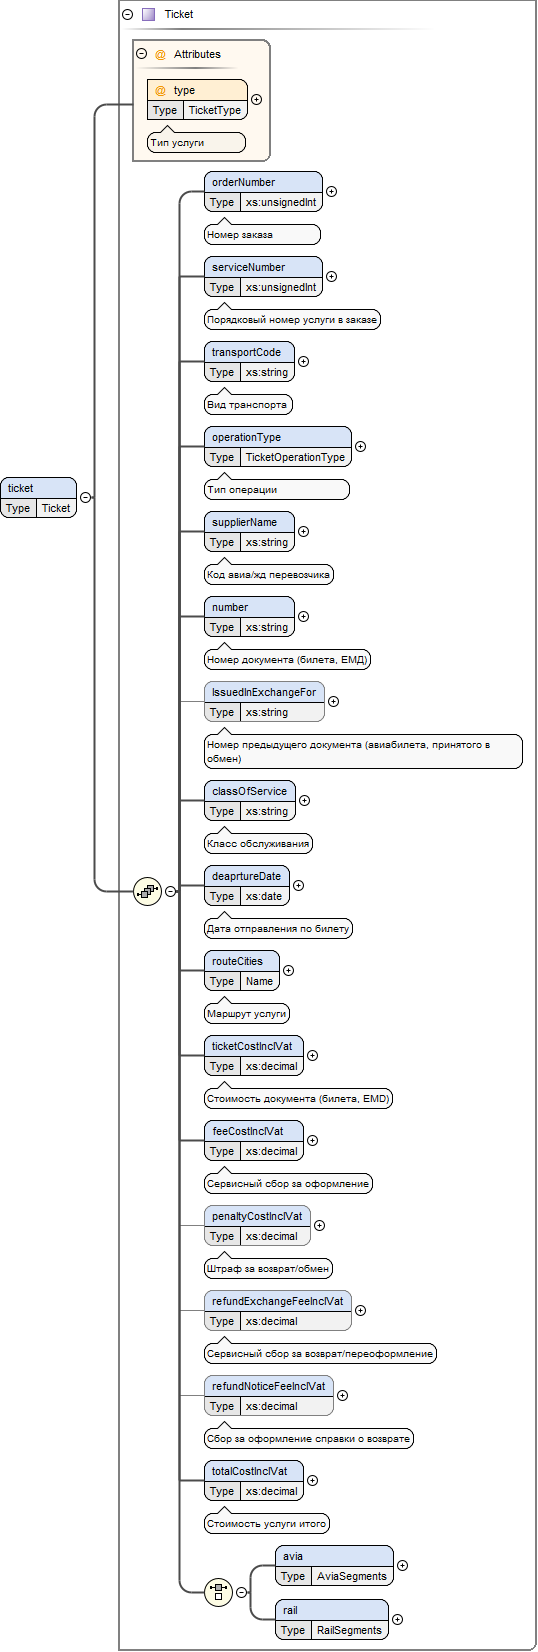 Ticket
@ Attributes
@ type
Type TicketType
Тип услуги
orderNumber
Type xs:unsignedInt
Номер заказа
serviceNumber
Type xs:unsignedInt
Порядковый номер услуги в заказе
transportCode
Type xs:string
Вид транспорта
operationType
Type TicketOperationType
Тип операции
ticket
Type Ticket
supplierName
Type xs:string
Код авиа/жд перевозчика
number
Type xs:string
Номер документа (билета, ЕМД)
IssuedInExchangeFor
Type xs:string
Номер предыдущего документа (авиабилета, принятого в
обмен)
classOfService
Type xs:string
Класс обслуживания
deaprtureDate
Type xs:date
Дата отправления по билету
routeCities
Type Name
Маршрут услуги
ticketCostInclVat
Type xs:decimal
Стоимость документа (билета, EMD)
feeCostInclVat
Type xs:decimal
Сервисный сбор за оформление
penaltyCostInclVat
Type xs:decimal
Штраф за возврат/обмен
refundExchangeFeeInclVat
Type xs:decimal
Сервисный сбор за возврат/переоформление
refundNoticeFeeInclVat
Type xs:decimal
Сбор за оформление справки о возврате
totalCostInclVat
Type xs:decimal
Стоимость услуги итого
avia
Type AviaSegments
rail
Type RailSegments